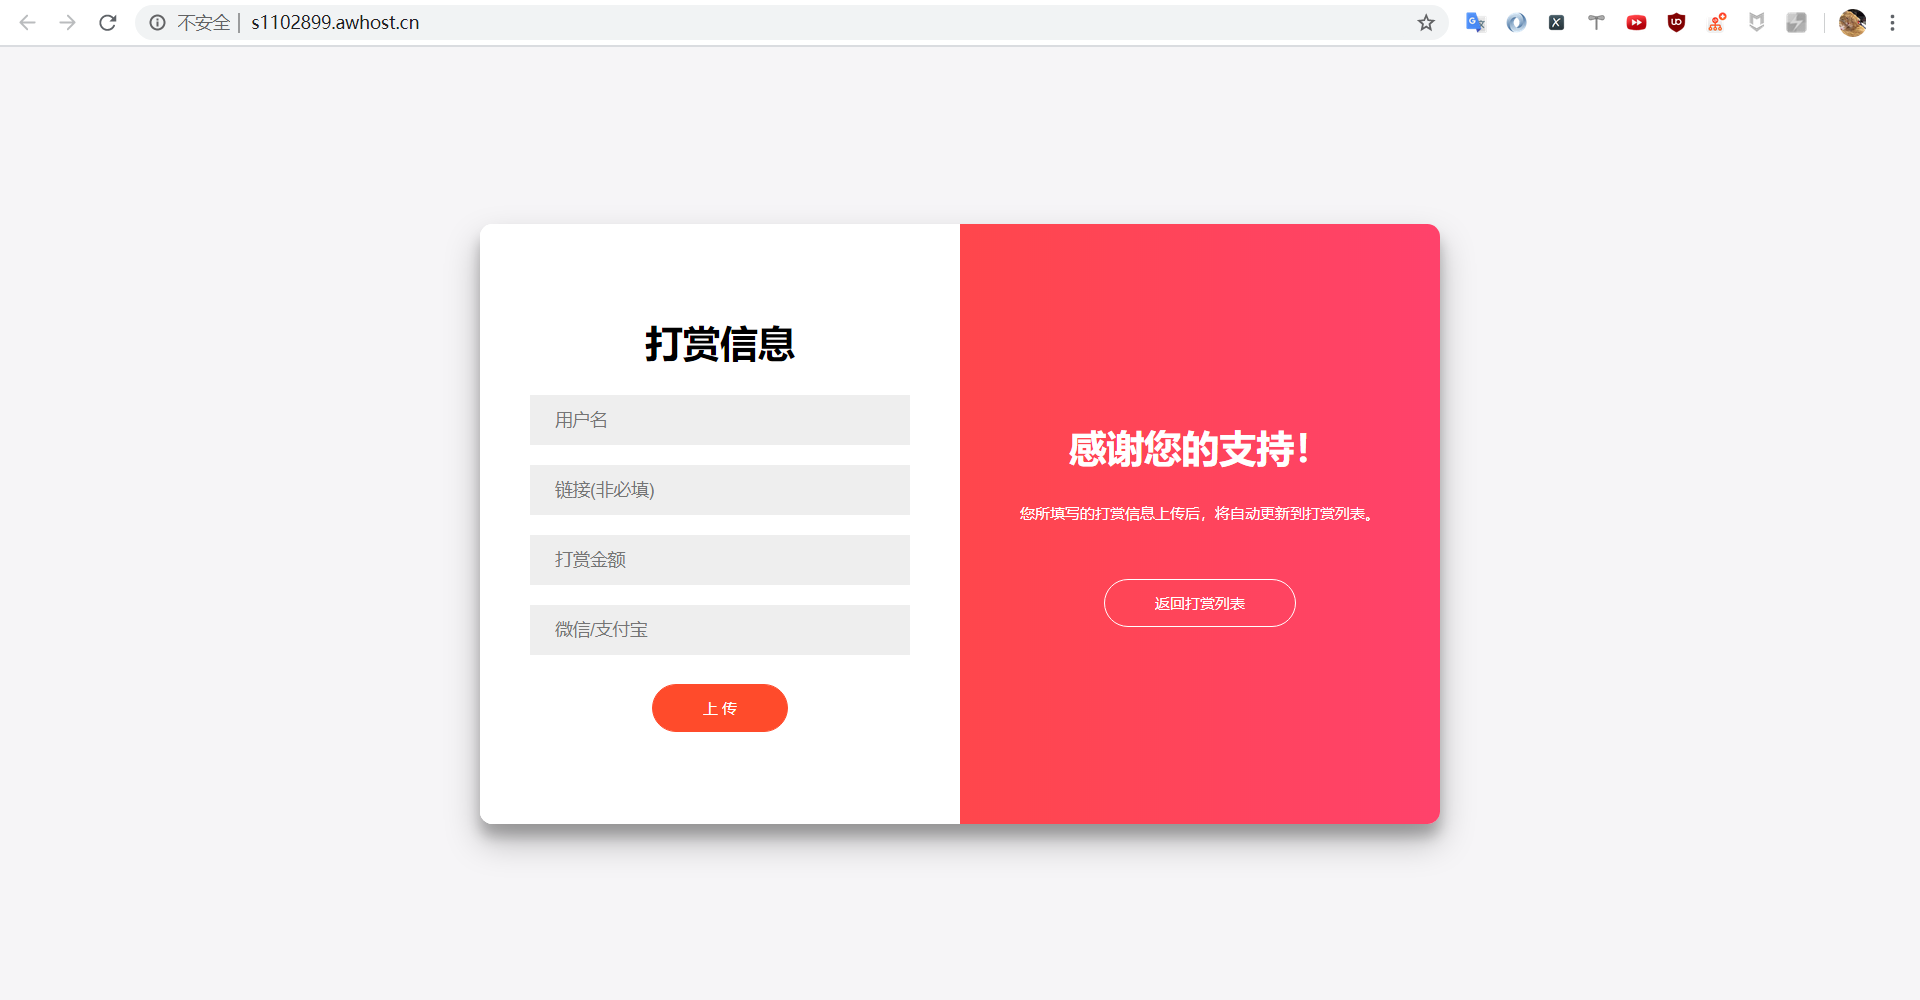 不安全 | s1102899.awhost.cn
打赏信息
用户名
链接(非必填)
打赏金额
微信/支付宝
上 传
感谢您的支持！
您所填写的打赏信息上传后，将自动更新到打赏列表。
返回打赏列表